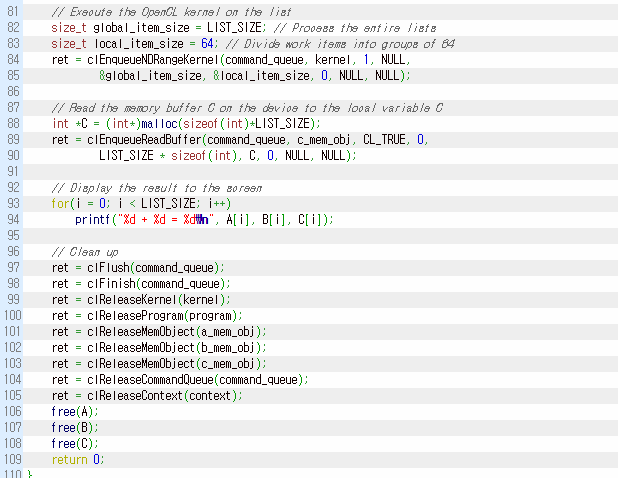 81 // Execute the OpenCL kernel on the list
82 size_t global_item_size = LIST_SIZE; // Process the entire lists
83 size_t local_item_size = 64; // Divide work items into groups of 64
84 ret = clEnqueueNDRangeKernel(command_queue, kernel, 1, NULL,
85 &global_item_size, &local_item_size, 0, NULL, NULL);
86
87 // Read the memory buffer C on the device to the local variable C
88 int *C = (int*)malloc(sizeof(int)*LIST_SIZE);
89 ret = clEnqueueReadBuffer(command_queue, c_mem_obj, CL_TRUE, 0,
90 LIST_SIZE * sizeof(int), C, 0, NULL, NULL);
91
92 // Display the result to the screen
93 for(i = 0; i < LIST_SIZE; i++)
94 printf("%d + %d = %d₩n", A[i], B[i], C[i]);
95
96 // Clean up
97 ret = clFlush(command_queue);
98 ret = clFinish(command_queue);
99 ret = clReleaseKernel(kernel);
100 ret = clReleaseProgram(program);
101 ret = clReleaseMemObject(a_mem_obj);
102 ret = clReleaseMemObject(b_mem_obj);
103 ret = clReleaseMemObject(c_mem_obj);
104 ret = clReleaseCommandQueue(command_queue);
105 ret = clReleaseContext(context);
106 free(A);
107 free(B);
108 free(C);
109 return 0;
110 }